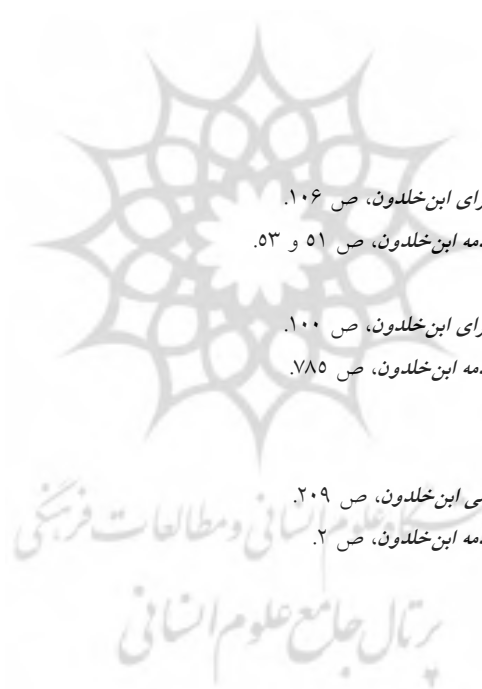 رای ابن‌خلدون، ص ۱۰۶.
مه ابن‌خلدون، ص ۵۱ و ۵۳.
رای ابن‌خلدون، ص ۱۰۰.
مه ابن‌خلدون، ص ۷۸۵.
ی ابن‌خلدون، ص ۲۰۹.
علوم انسانی و مطالعات فرهنگی
مه ابن‌خلدون، ص ۲.
پرتال جامع علوم انسانی